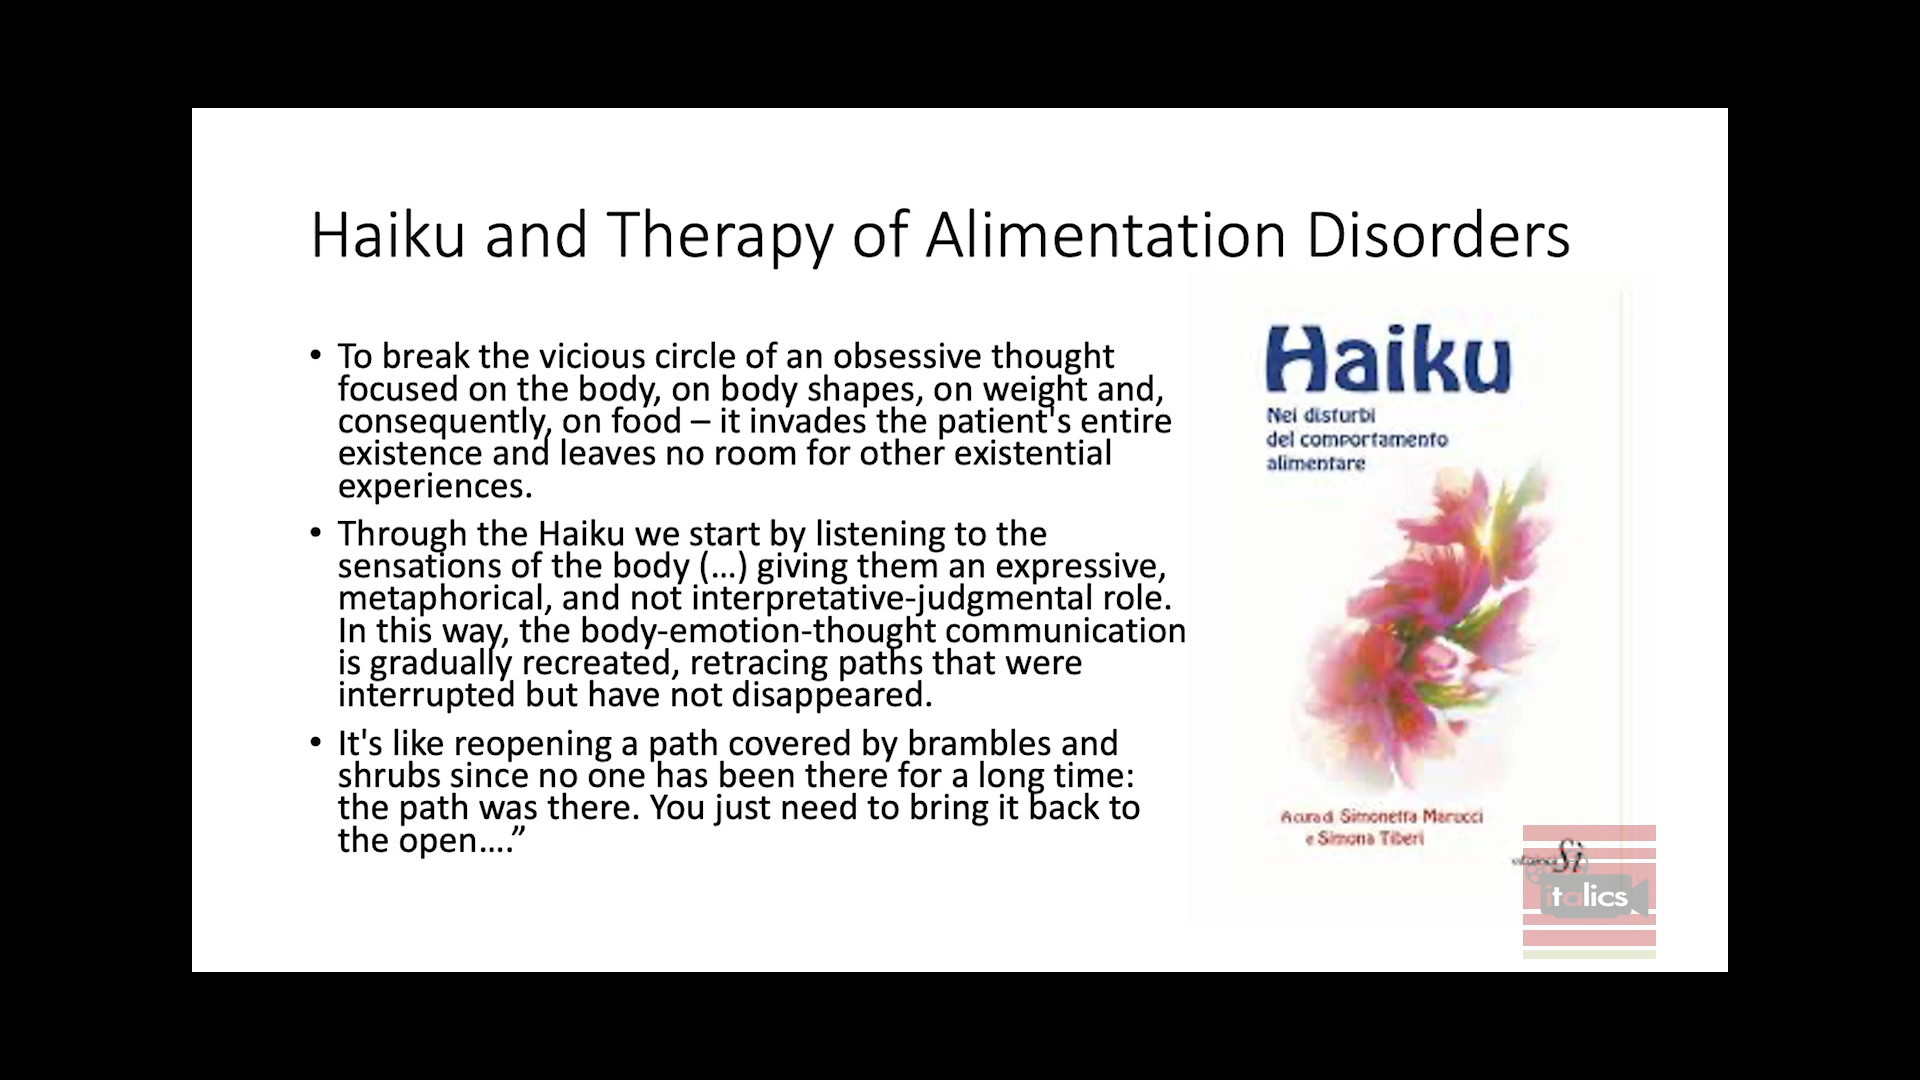 Haiku and Therapy of Alimentation Disorders
• To break the vicious circle of an obsessive thought
focused on the body, on body shapes, on weight and,
consequently, on food – it invades the patient's entire
existence and leaves no room for other existential
experiences.
• Through the Haiku we start by listening to the
sensations of the body (...) giving them an expressive,
metaphorical, and not interpretative-judgmental role.
In this way, the body-emotion-thought communication
is gradually recreated, retracing paths that were
interrupted but have not disappeared.
• It's like reopening a path covered by brambles and
shrubs since no one has been there for a long time:
the path was there. You just need to bring it back to
the open....”
Haiku
Nei disturbi
del comportamento
alimentare
A cura di Simonetta Marucci
e Simona Tiberi
Sì
italics